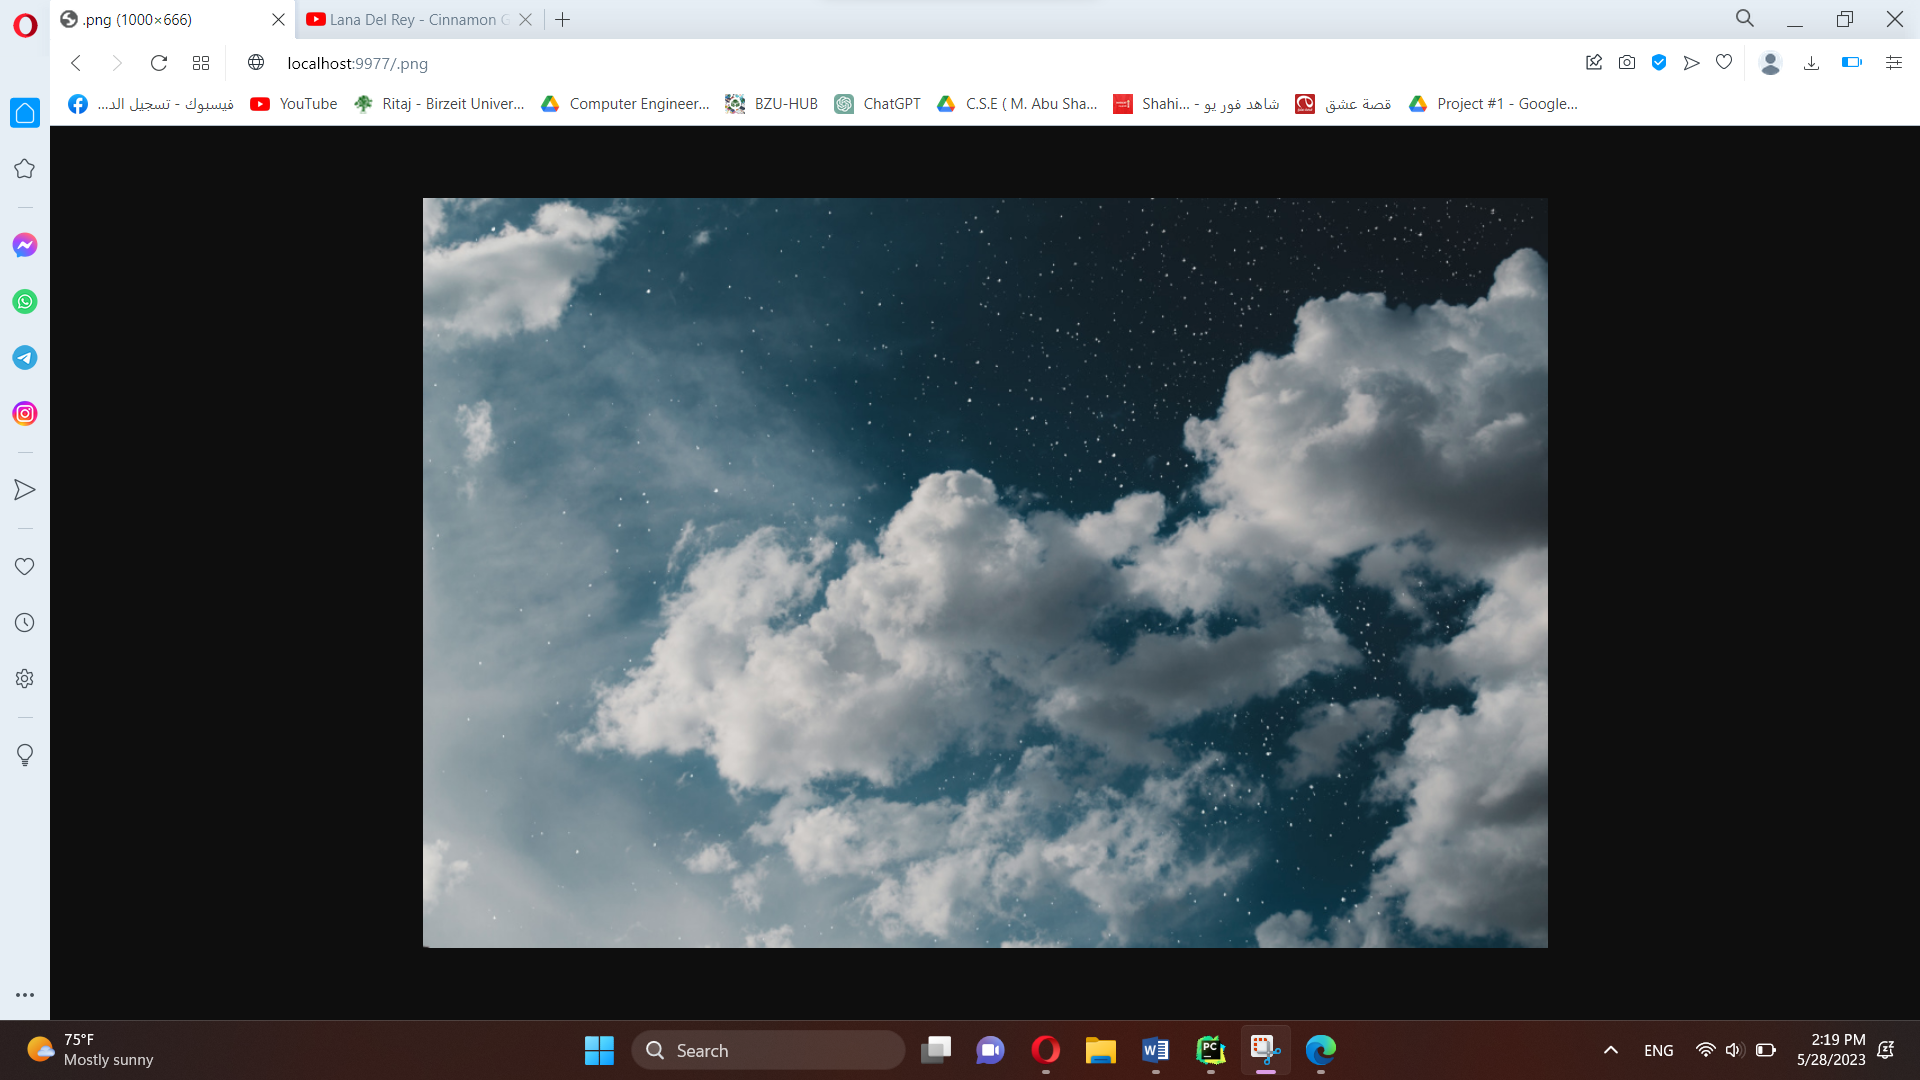 .png (1000×666)
Lana Del Rey - Cinnamon G
localhost:9977/.png
فيسبوك - تسجيل الد...
YouTube
Ritaj - Birzeit Univer...
Computer Engineer...
BZU-HUB
ChatGPT
C.S.E ( M. Abu Sha...
Shahi... - شاهد فور يو
قصة عشق
Project #1 - Google...
75°F
Mostly sunny
Search
ENG
2:19 PM
5/28/2023